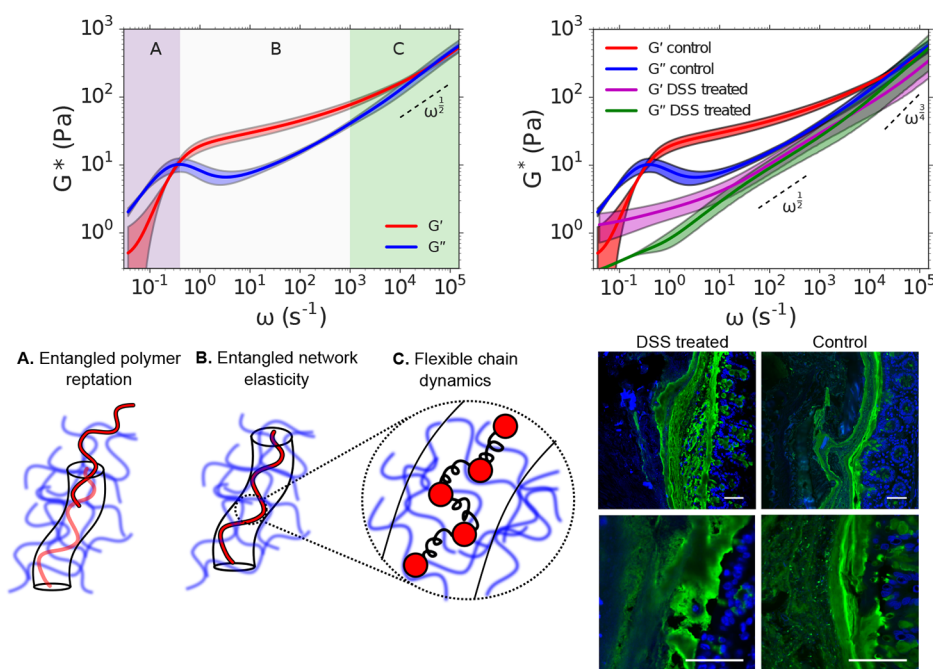 A
B
C
G* (Pa)
10³
10²
10¹
10⁰
ω^½
G′
G″
10⁻¹
10⁰
10¹
10²
10³
10⁴
10⁵
ω (s⁻¹)
G′ control
G″ control
G′ DSS treated
G″ DSS treated
G* (Pa)
10³
10²
10¹
10⁰
ω^¾
ω^½
10⁻¹
10⁰
10¹
10²
10³
10⁴
10⁵
ω (s⁻¹)
A. Entangled polymer
reptation
B. Entangled network
elasticity
C. Flexible chain
dynamics
DSS treated
Control